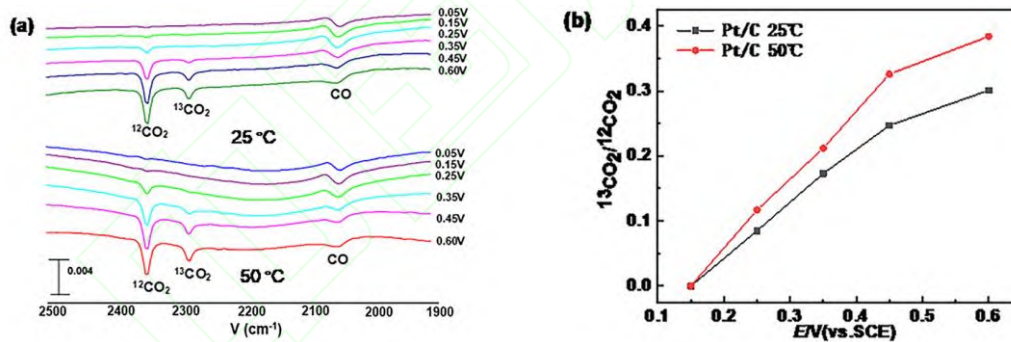 (a)
0.05V
0.15V
0.25V
0.35V
0.45V
0.60V
¹²CO₂
¹³CO₂
CO
25 °C
0.05V
0.15V
0.25V
0.35V
0.45V
0.60V
0.004
¹²CO₂
¹³CO₂
CO
50 °C
2500 2400 2300 2200 2100 2000 1900
V (cm⁻¹)
(b)
Pt/C 25℃
Pt/C 50℃
¹³CO₂/¹²CO₂
0.4
0.3
0.2
0.1
0.0
0.1 0.2 0.3 0.4 0.5 0.6
E/V(vs.SCE)